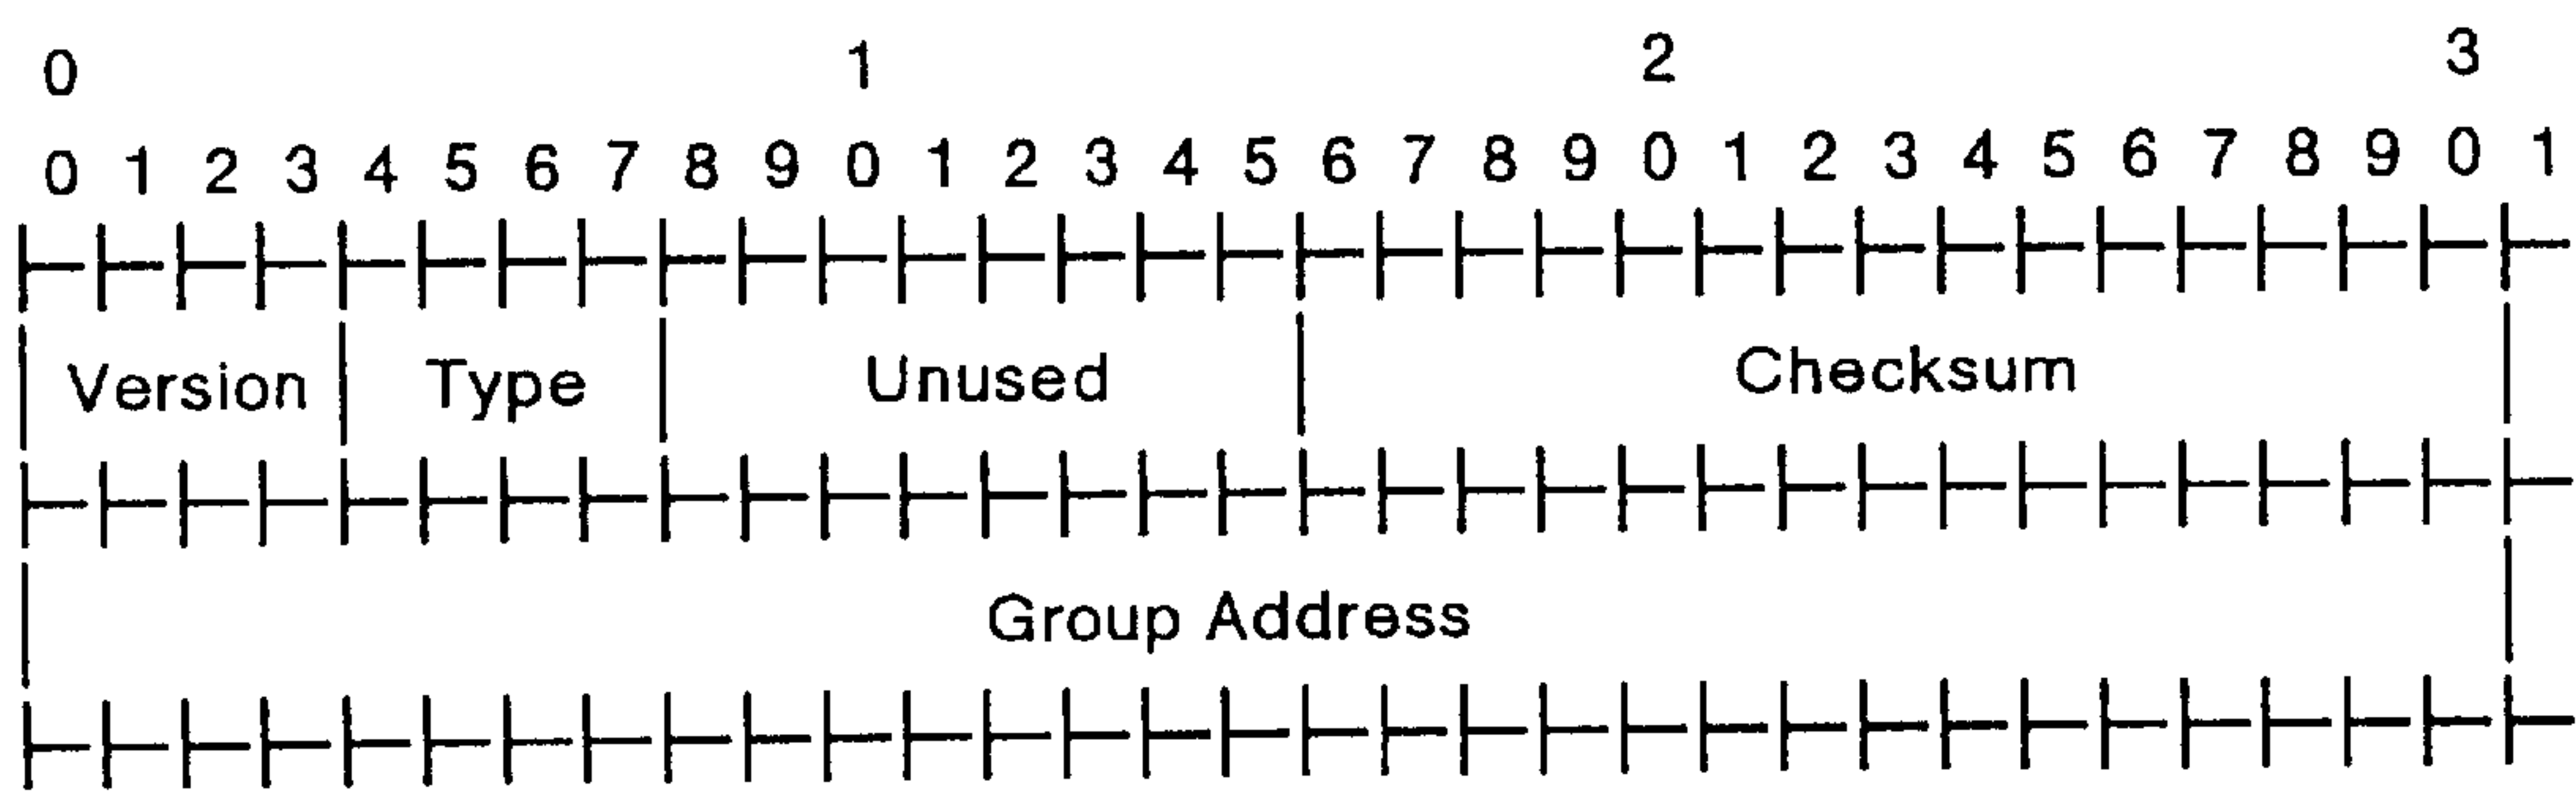 0 1 2 3
0 1 2 3 4 5 6 7 8 9 0 1 2 3 4 5 6 7 8 9 0 1 2 3 4 5 6 7 8 9 0 1
Version Type Unused Checksum
Group Address